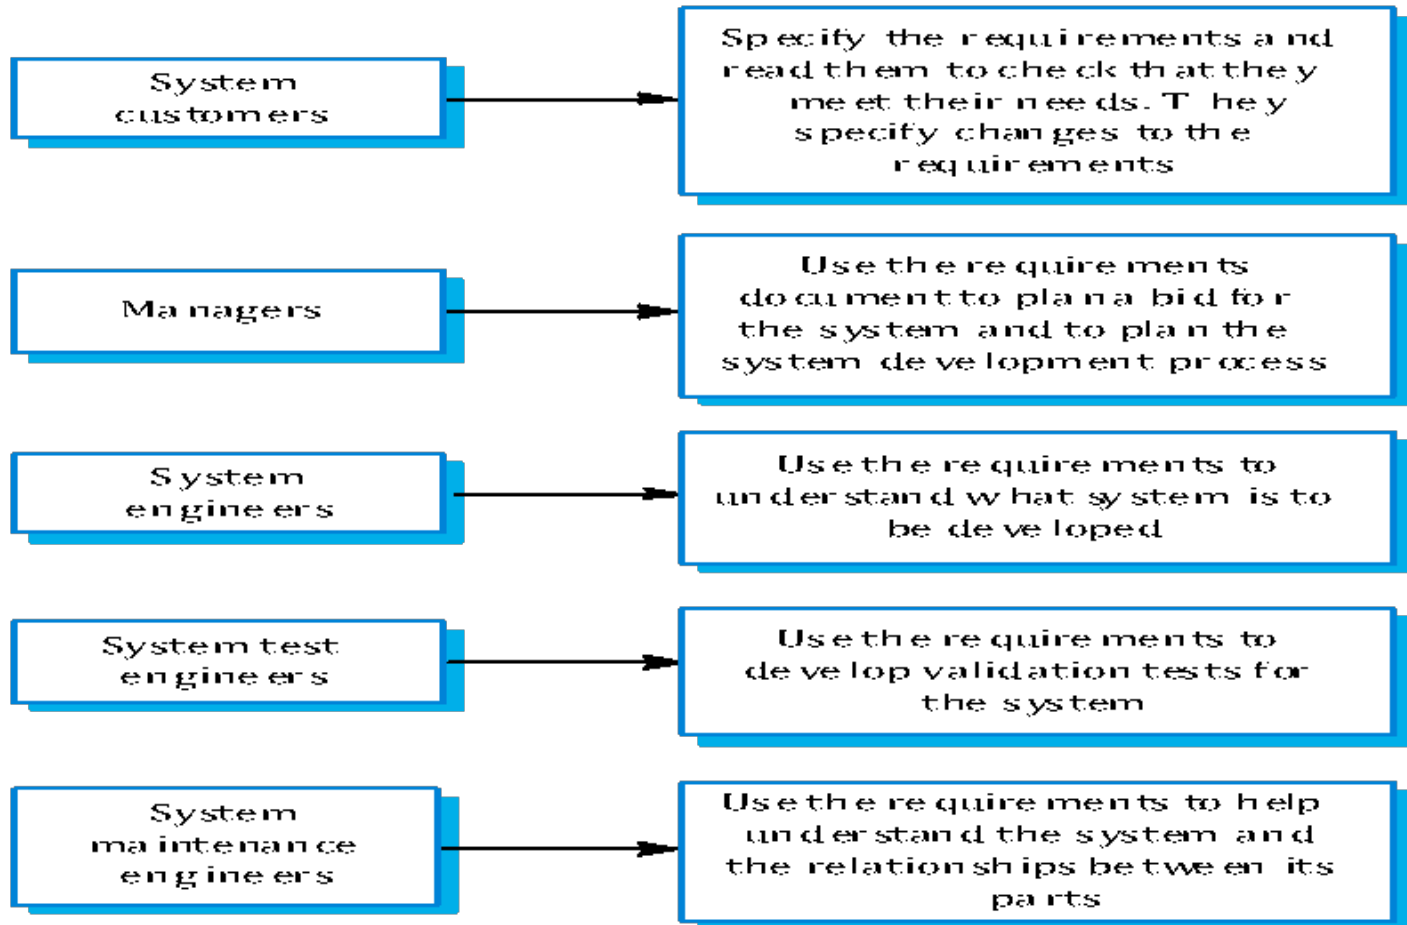 System
customers
Specify the requirements and
read them to check that they
meet their needs. They
specify changes to the
requirements
Managers
Use the requirements
document to plan a bid for
the system and to plan the
system development process
System
engineers
Use the requirements to
understand what system is to
be developed
System test
engineers
Use the requirements to
develop validation tests for
the system
System
maintenance
engineers
Use the requirements to help
understand the system and
the relationships between its
parts